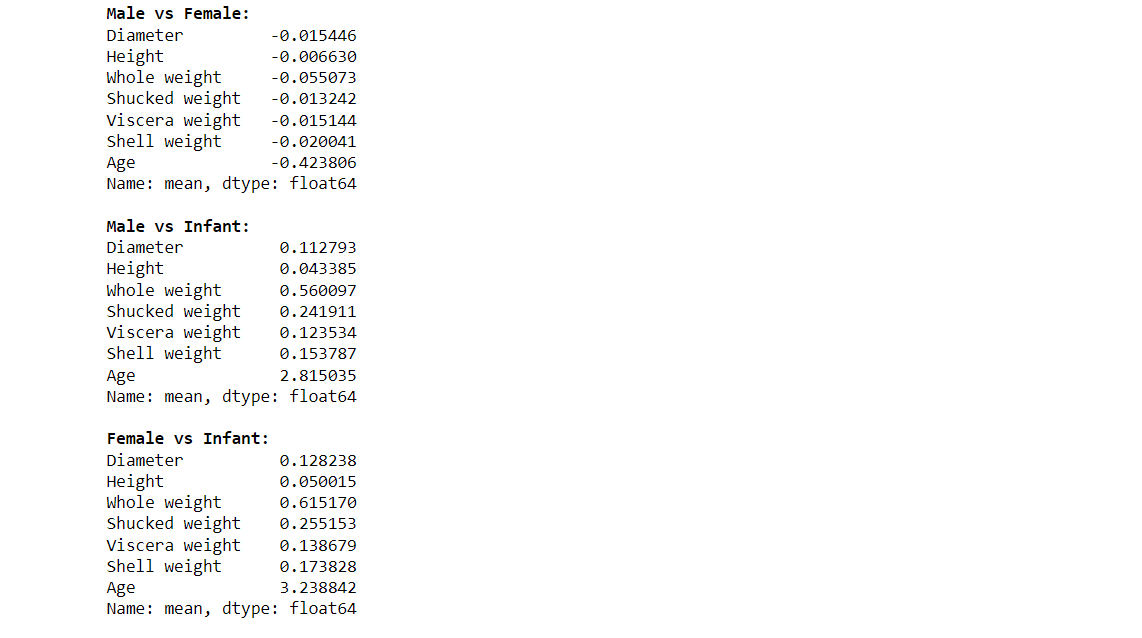 Male vs Female:
Diameter -0.015446
Height -0.006630
Whole weight -0.055073
Shucked weight -0.013242
Viscera weight -0.015144
Shell weight -0.020041
Age -0.423806
Name: mean, dtype: float64
Male vs Infant:
Diameter 0.112793
Height 0.043385
Whole weight 0.560097
Shucked weight 0.241911
Viscera weight 0.123534
Shell weight 0.153787
Age 2.815035
Name: mean, dtype: float64
Female vs Infant:
Diameter 0.128238
Height 0.050015
Whole weight 0.615170
Shucked weight 0.255153
Viscera weight 0.138679
Shell weight 0.173828
Age 3.238842
Name: mean, dtype: float64